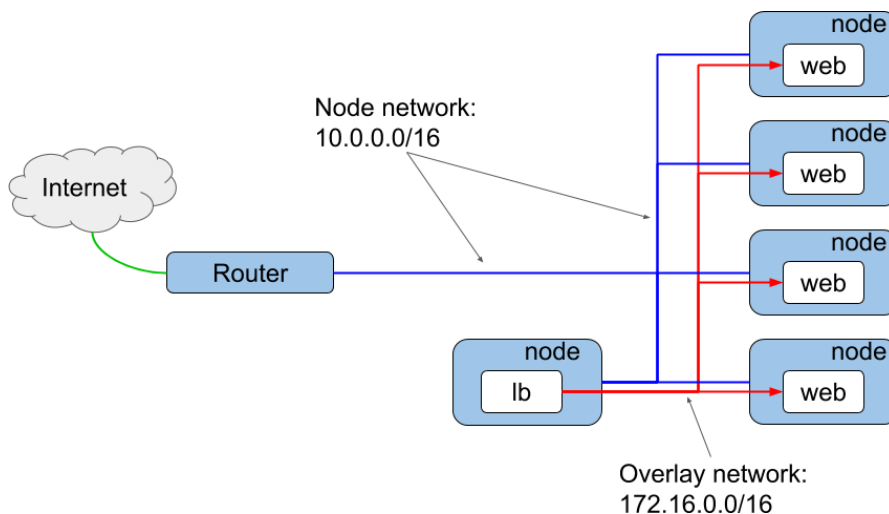 node
web
Node network:
10.0.0.0/16
node
web
Internet
node
Router
web
node
lb
node
web
Overlay network:
172.16.0.0/16